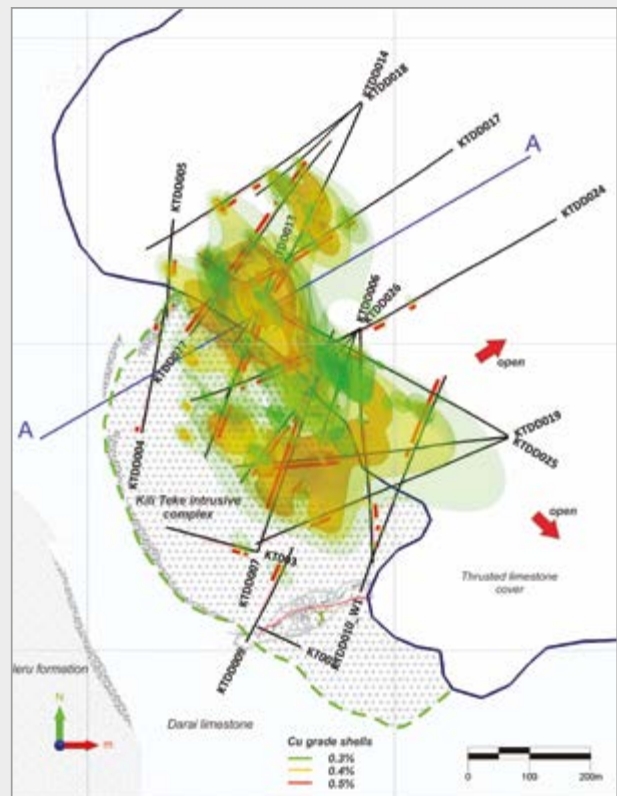 KTDD014
KTDD018
KTDD017
A
KTDD005
KTDD024
KTDD006
KTDD026
open
KTDD019
KTDD025
A
KTDD004
Kili Teke intrusive
complex
open
KTDD007
Thrusted limestone
cover
KTDD010_W1
KTDD009
leru formation
Darai limestone
N
Cu grade shells
0.3%
0.4%
0.5%
0
100
200m